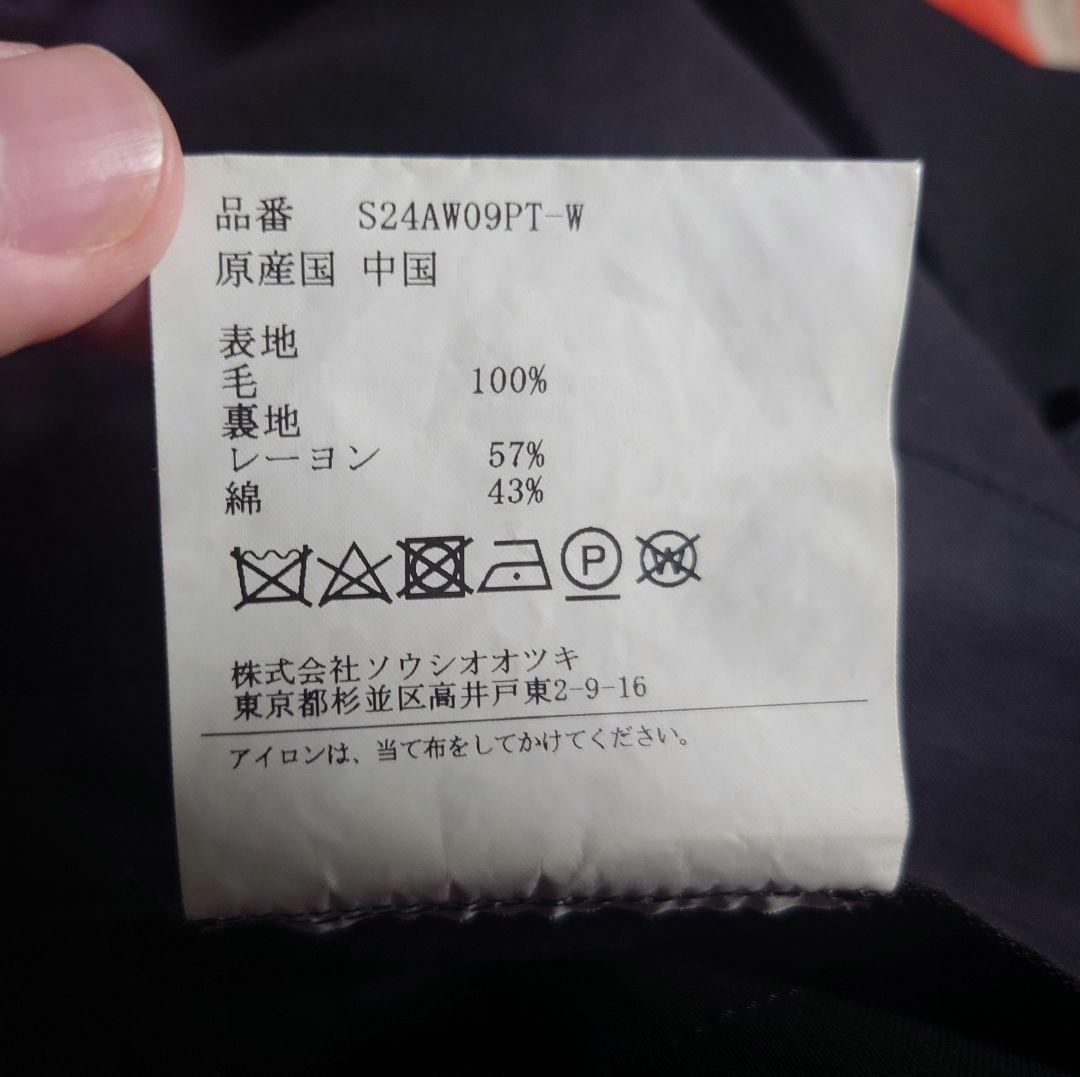 品番 S24AW09PT-W
原産国 中国
表地
毛 100%
裏地
レーヨン 57%
綿 43%
P W
株式会社ソウシオオツキ
東京都杉並区高井戸東2-9-16
アイロンは、当て布をしてかけてください。